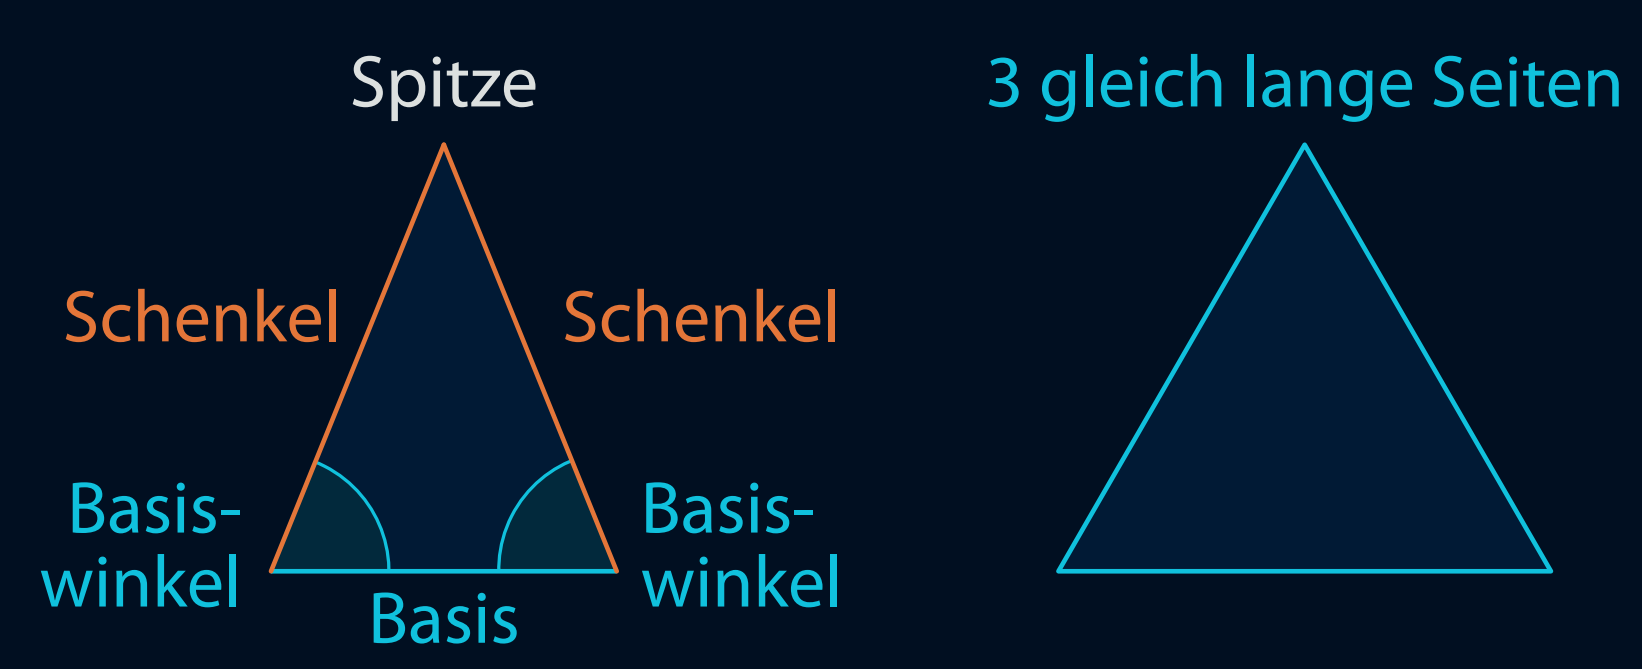 Spitze
3 gleich lange Seiten
Schenkel
Schenkel
Basis-
winkel
Basis-
winkel
Basis